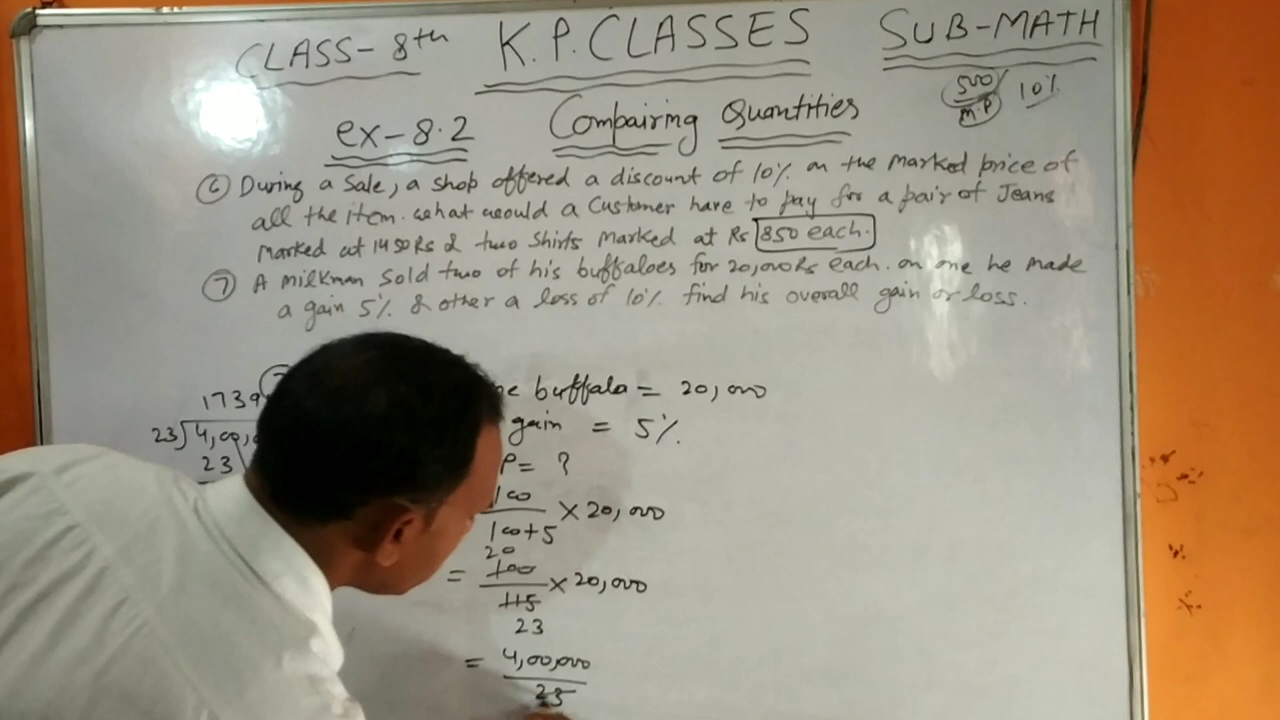 CLASS-8th K.P.CLASSES SUB-MATH
500/M.P 10%
ex-8.2 Compairing Quantities
⑥ During a Sale, a shop offered a discount of 10% on the Marked price of
all the item. what would a Customer have to pay for a pair of Jeans
Marked at 1450Rs & two Shirts Marked at Rs 850 each.
⑦ A Milkman Sold two of his buffaloes for 20,000Rs each. on one he made
a gain 5% & other a loss of 10% find his overall gain or loss.
buffalo = 20,000
gain = 5%.
P = ?
100
/100+5 × 20,000
20
= 100/115 × 20,000
23
= 4,00,000/23
1739
23)4,00,
23